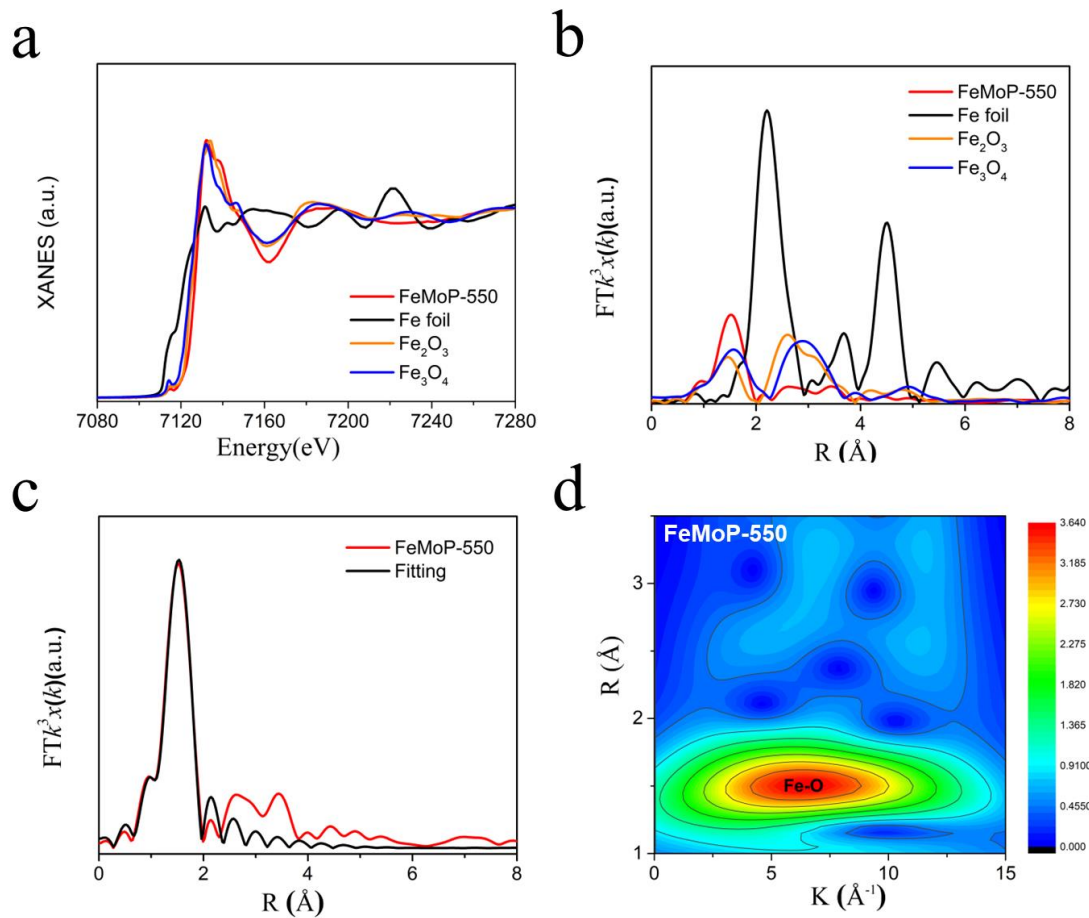 a
XANES (a.u.)
FeMoP-550
Fe foil
Fe₂O₃
Fe₃O₄
7080 7120 7160 7200 7240 7280
Energy(eV)
b
FTk³x(k)(a.u.)
FeMoP-550
Fe foil
Fe₂O₃
Fe₃O₄
0 2 4 6 8
R (Å)
c
FTk³x(k)(a.u.)
FeMoP-550
Fitting
0 2 4 6 8
R (Å)
d
FeMoP-550
R (Å)
3
2
1
Fe-O
0 5 10 15
K (Å⁻¹)
3.640
3.185
2.730
2.275
1.820
1.365
0.9100
0.4550
0.000